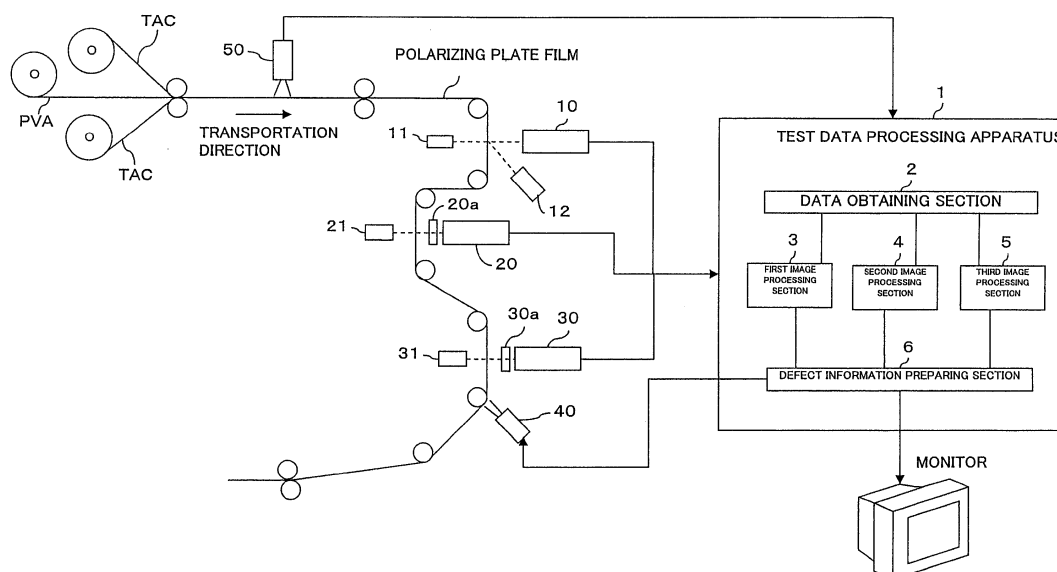 TAC
50
POLARIZING PLATE FILM
PVA
TRANSPORTATION
DIRECTION
TAC
11
10
12
1
TEST DATA PROCESSING APPARATUS
2
DATA OBTAINING SECTION
20a
21
20
3
FIRST IMAGE
PROCESSING
SECTION
4
SECOND IMAGE
PROCESSING
SECTION
5
THIRD IMAGE
PROCESSING
SECTION
30a
30
31
6
DEFECT INFORMATION PREPARING SECTION
40
MONITOR